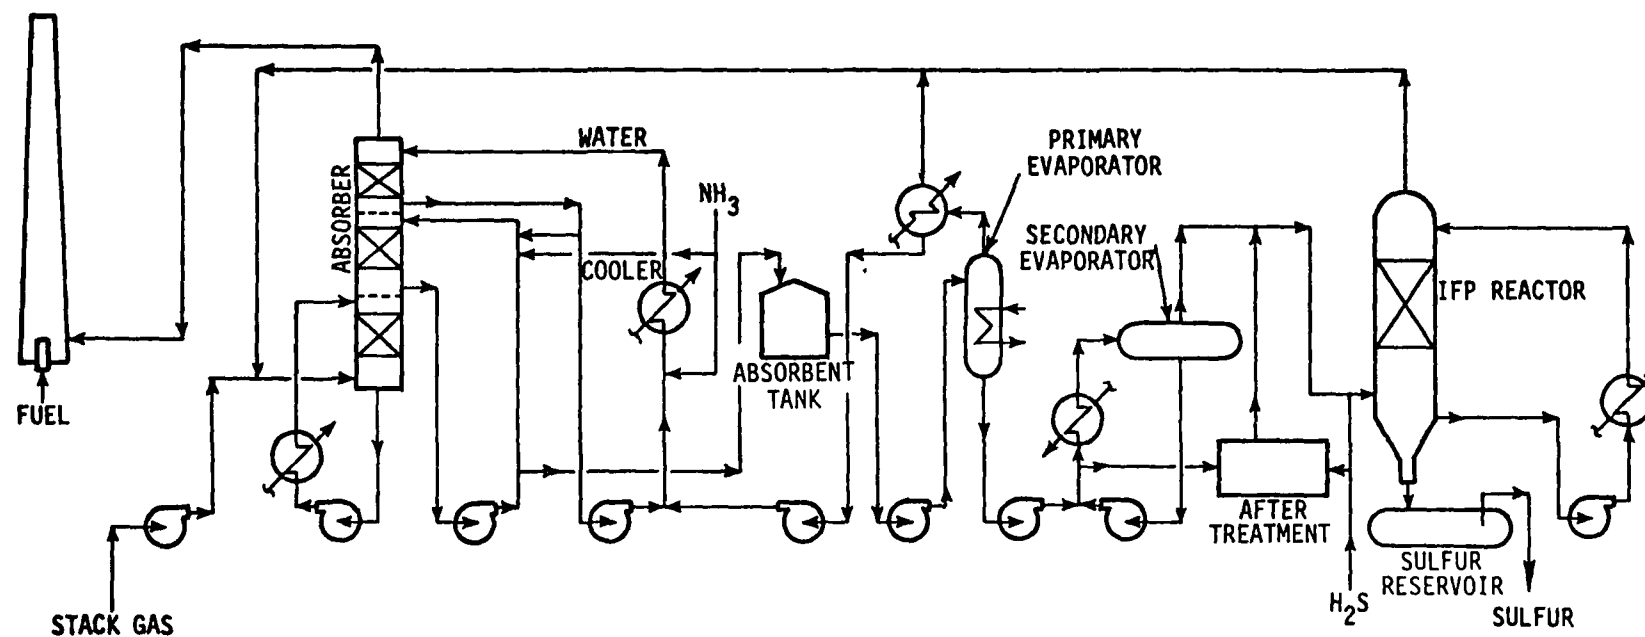 WATER
PRIMARY
EVAPORATOR
ABSORBER
NH3
SECONDARY
EVAPORATOR
COOLER
IFP REACTOR
ABSORBENT
TANK
FUEL
AFTER
TREATMENT
SULFUR
RESERVOIR
H2S
SULFUR
STACK GAS